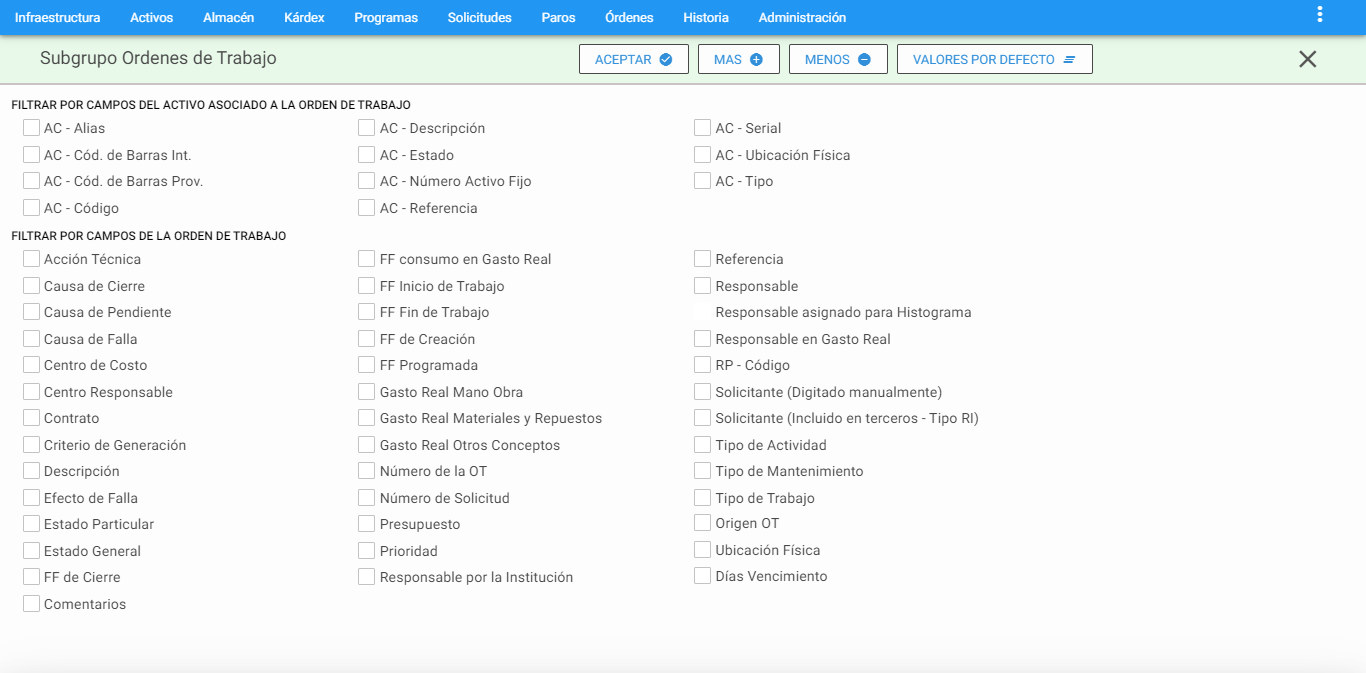 Infraestructura Activos Almacén Kárdex Programas Solicitudes Paros Órdenes Historia Administración
Subgrupo Ordenes de Trabajo ACEPTAR MAS MENOS VALORES POR DEFECTO
FILTRAR POR CAMPOS DEL ACTIVO ASOCIADO A LA ORDEN DE TRABAJO
AC - Alias AC - Descripción AC - Serial
AC - Cód. de Barras Int. AC - Estado AC - Ubicación Física
AC - Cód. de Barras Prov. AC - Número Activo Fijo AC - Tipo
AC - Código AC - Referencia
FILTRAR POR CAMPOS DE LA ORDEN DE TRABAJO
Acción Técnica FF consumo en Gasto Real Referencia
Causa de Cierre FF Inicio de Trabajo Responsable
Causa de Pendiente FF Fin de Trabajo Responsable asignado para Histograma
Causa de Falla FF de Creación Responsable en Gasto Real
Centro de Costo FF Programada RP - Código
Centro Responsable Gasto Real Mano Obra Solicitante (Digitado manualmente)
Contrato Gasto Real Materiales y Repuestos Solicitante (Incluido en terceros - Tipo RI)
Criterio de Generación Gasto Real Otros Conceptos Tipo de Actividad
Descripción Número de la OT Tipo de Mantenimiento
Efecto de Falla Número de Solicitud Tipo de Trabajo
Estado Particular Presupuesto Origen OT
Estado General Prioridad Ubicación Física
FF de Cierre Responsable por la Institución Días Vencimiento
Comentarios